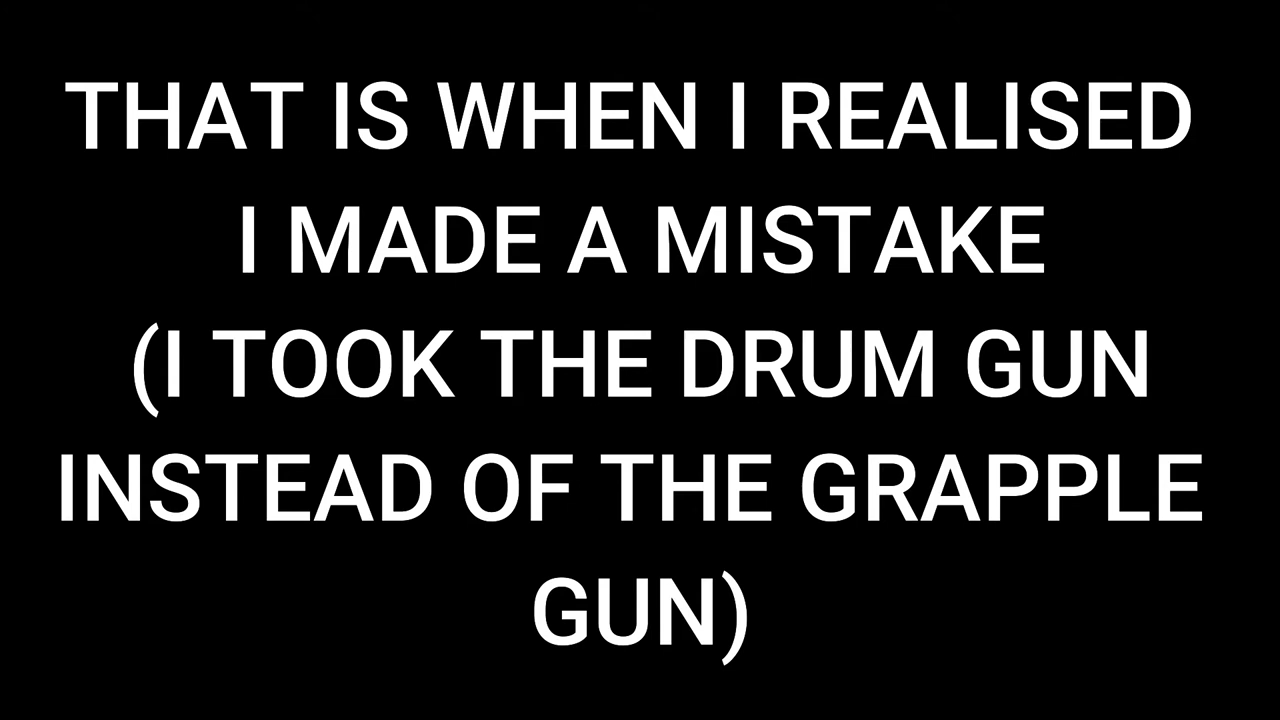 THAT IS WHEN I REALISED
I MADE A MISTAKE
(I TOOK THE DRUM GUN
INSTEAD OF THE GRAPPLE
GUN)